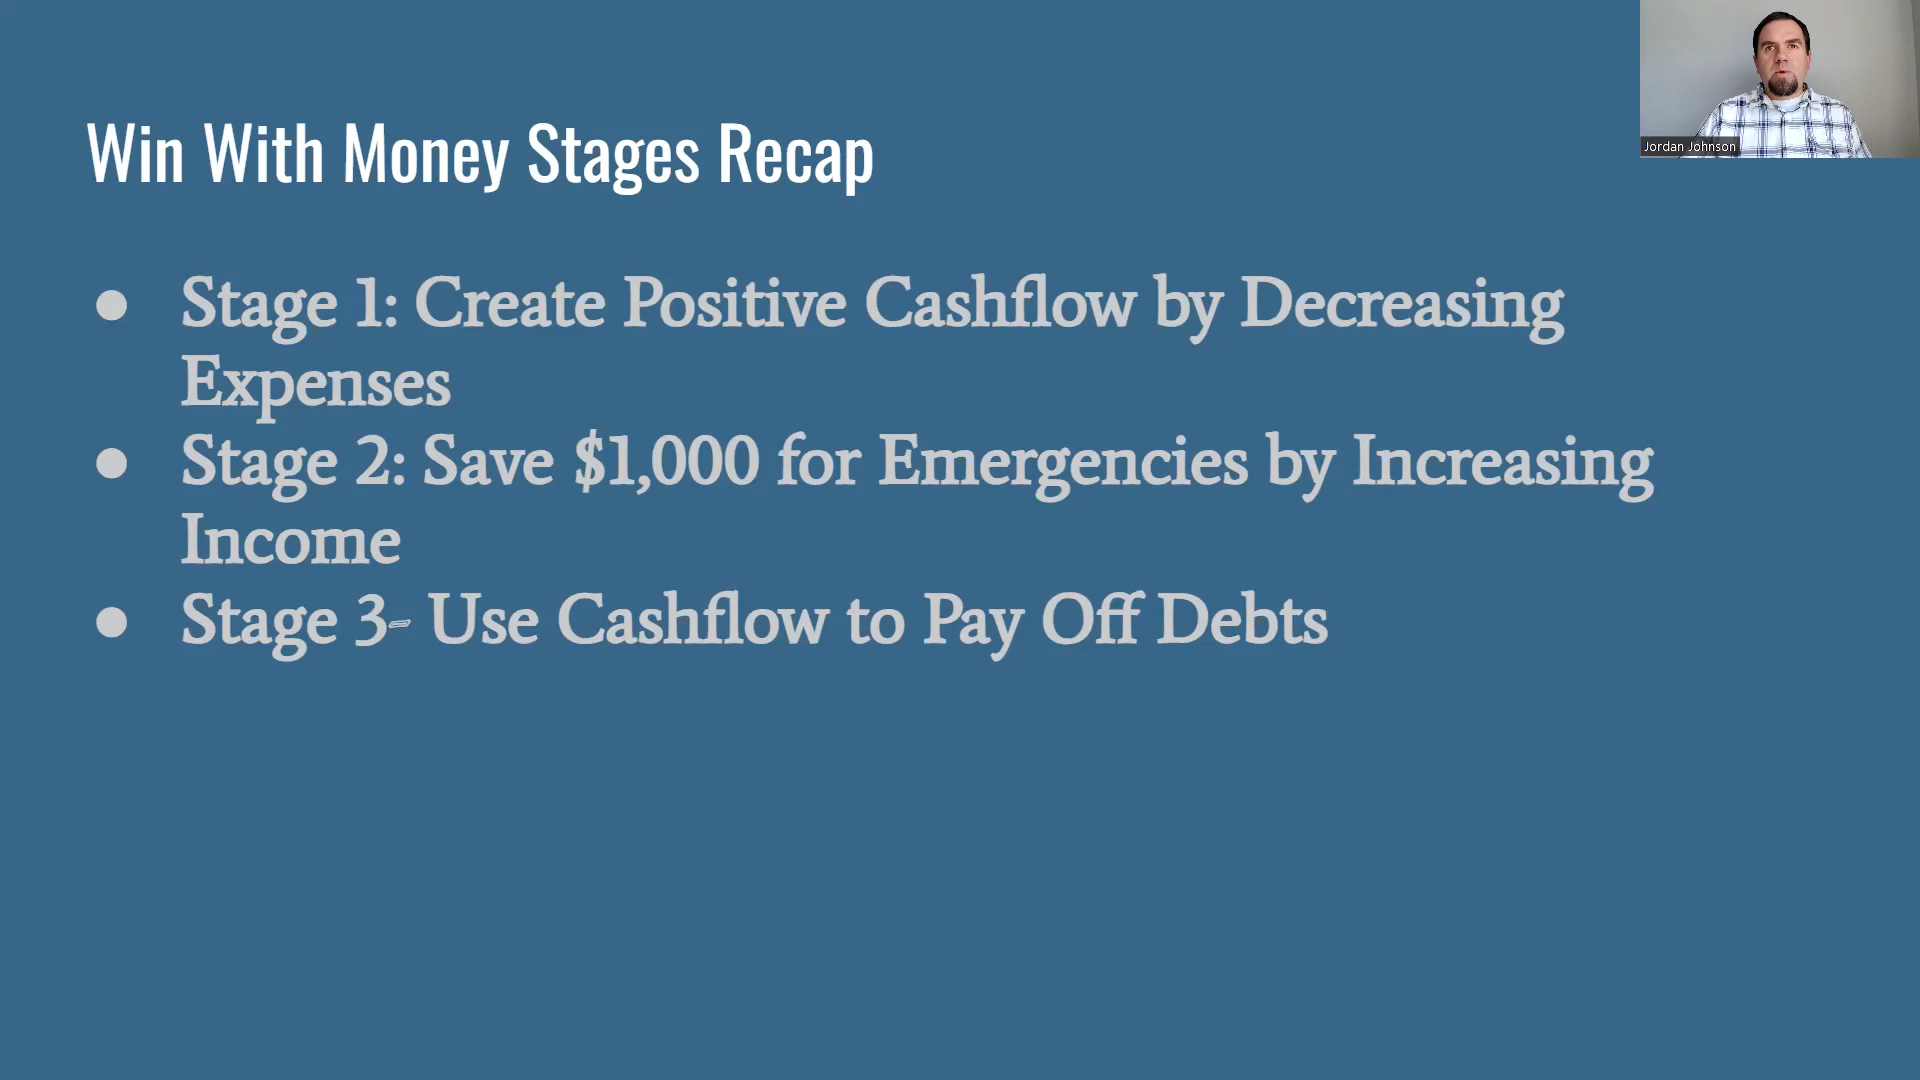 Win With Money Stages Recap
Jordan Johnson
● Stage 1: Create Positive Cashflow by Decreasing
Expenses
● Stage 2: Save $1,000 for Emergencies by Increasing
Income
● Stage 3- Use Cashflow to Pay Off Debts